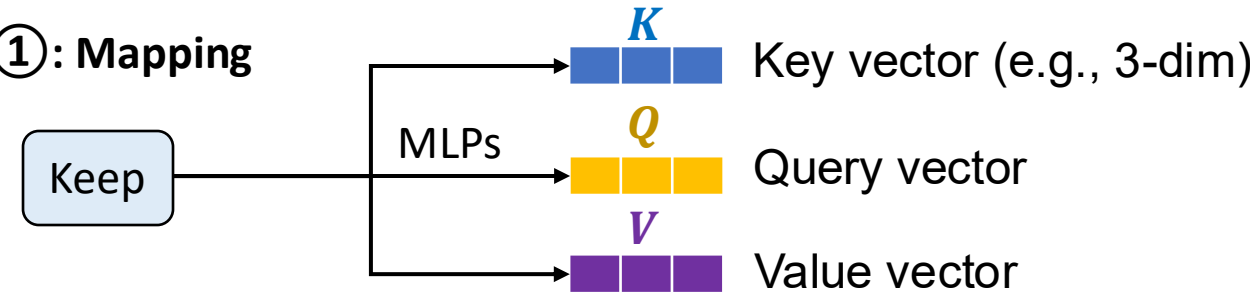 ①: Mapping
K
Key vector (e.g., 3-dim)
MLPs
Q
Keep
Query vector
V
Value vector